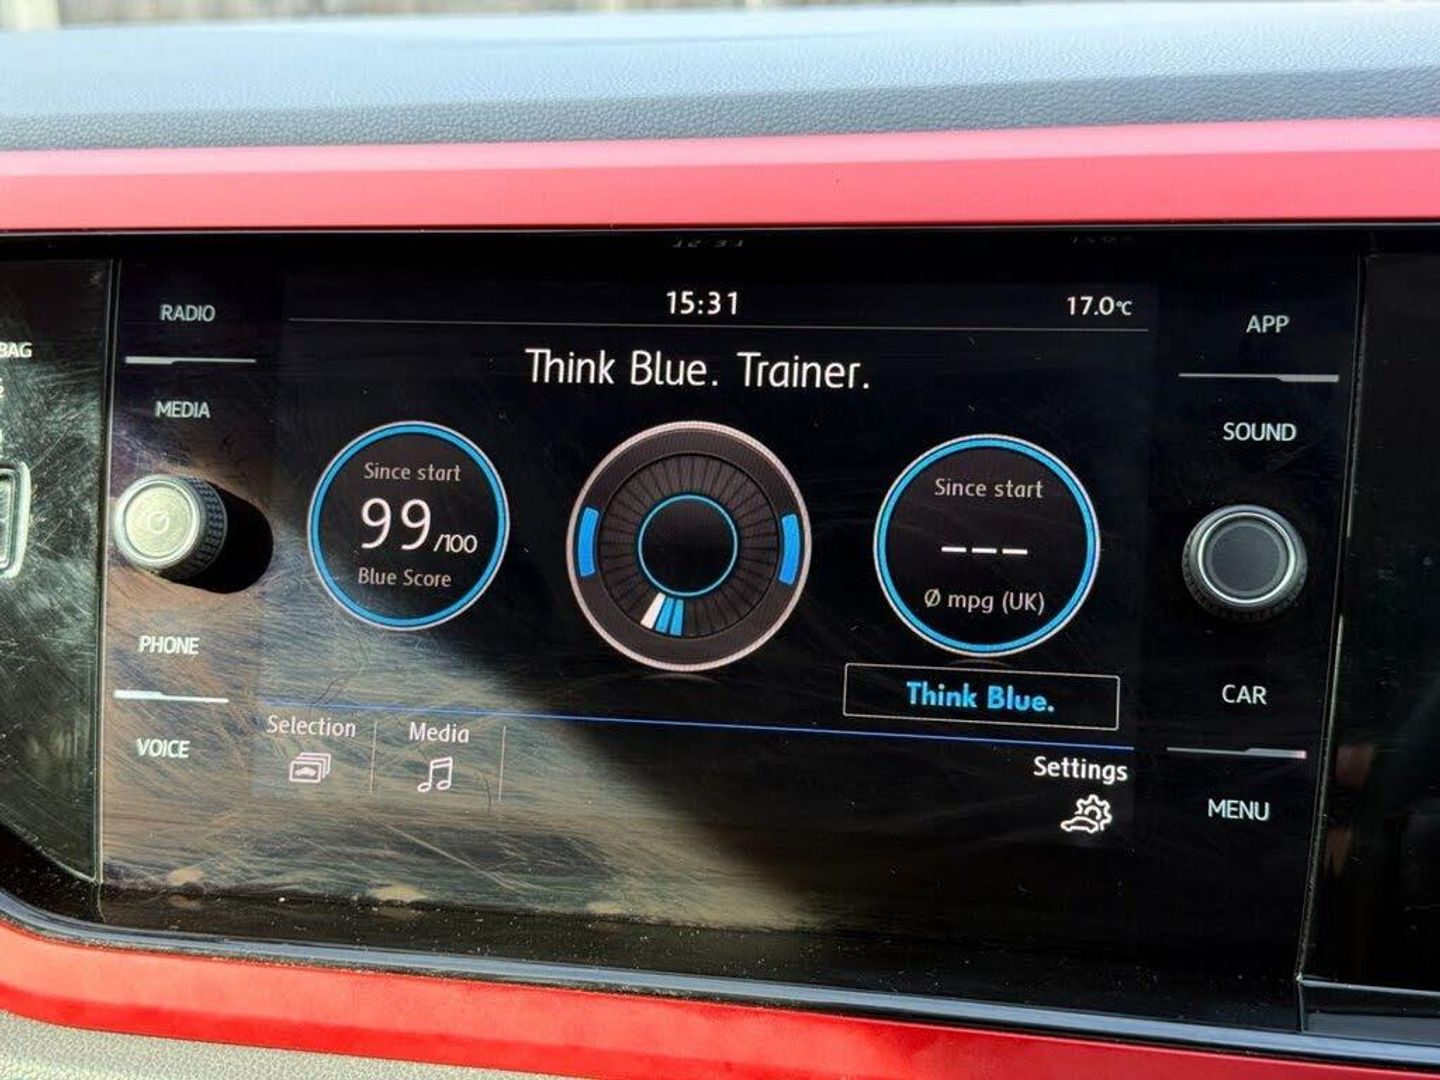 15:31
17.0°C
RADIO
MEDIA
PHONE
VOICE
Think Blue. Trainer.
Since start
99/100
Blue Score
Since start
---
Ø mpg (UK)
Think Blue.
Selection
Media
Settings
APP
SOUND
CAR
MENU